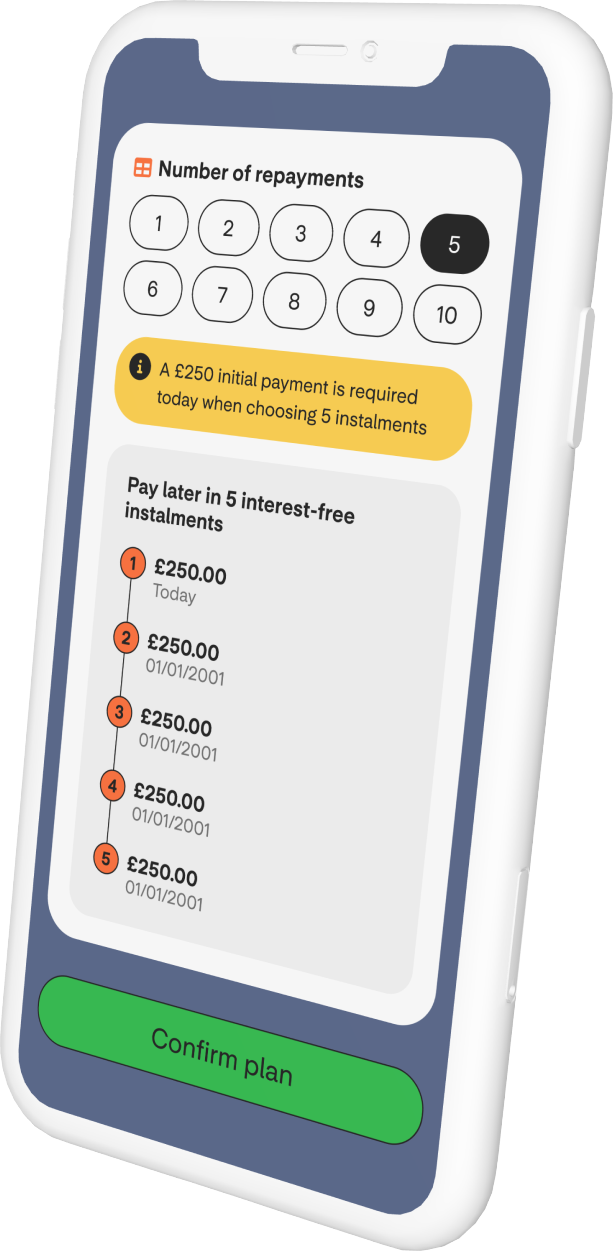 Number of repayments
1 2 3 4 5
6 7 8 9 10
i A £250 initial payment is required
today when choosing 5 instalments
Pay later in 5 interest-free
instalments
1 £250.00
Today
2 £250.00
01/01/2001
3 £250.00
01/01/2001
4 £250.00
01/01/2001
5 £250.00
01/01/2001
Confirm plan